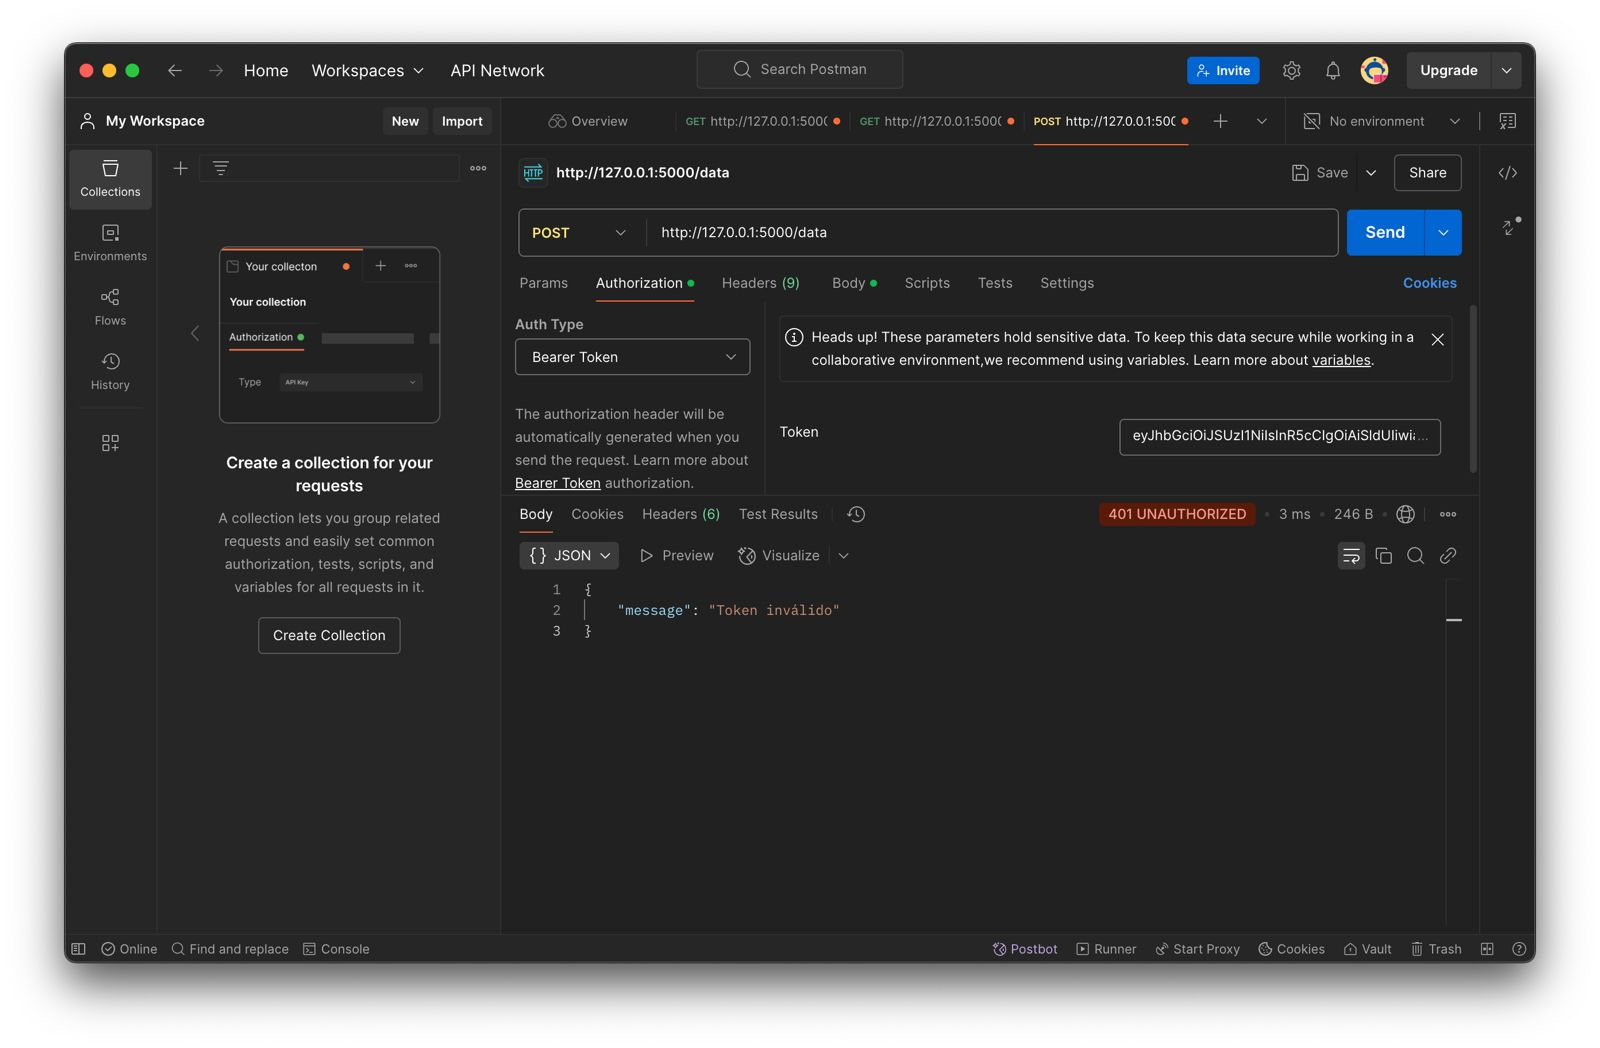 Home Workspaces API Network Search Postman Invite Upgrade
My Workspace New Import Overview GET http://127.0.0.1:500( GET http://127.0.0.1:500( POST http://127.0.0.1:50( No environment
Collections
Environments
Flows
History
Your collecton
Your collection
Authorization
Type API Key
Create a collection for your
requests
A collection lets you group related
requests and easily set common
authorization, tests, scripts, and
variables for all requests in it.
Create Collection
HTTP http://127.0.0.1:5000/data Save Share
POST http://127.0.0.1:5000/data Send
Params Authorization Headers (9) Body Scripts Tests Settings Cookies
Auth Type
Bearer Token
The authorization header will be
automatically generated when you
send the request. Learn more about
Bearer Token authorization.
Heads up! These parameters hold sensitive data. To keep this data secure while working in a
collaborative environment,we recommend using variables. Learn more about variables.
Token eyJhbGciOiJSUzI1NiIsInR5cCIgOiAiSldUIiwia...
Body Cookies Headers (6) Test Results 401 UNAUTHORIZED • 3 ms • 246 B •
{} JSON Preview Visualize
1 {
2 "message": "Token inválido"
3 }
Online Find and replace Console Postbot Runner Start Proxy Cookies Vault Trash